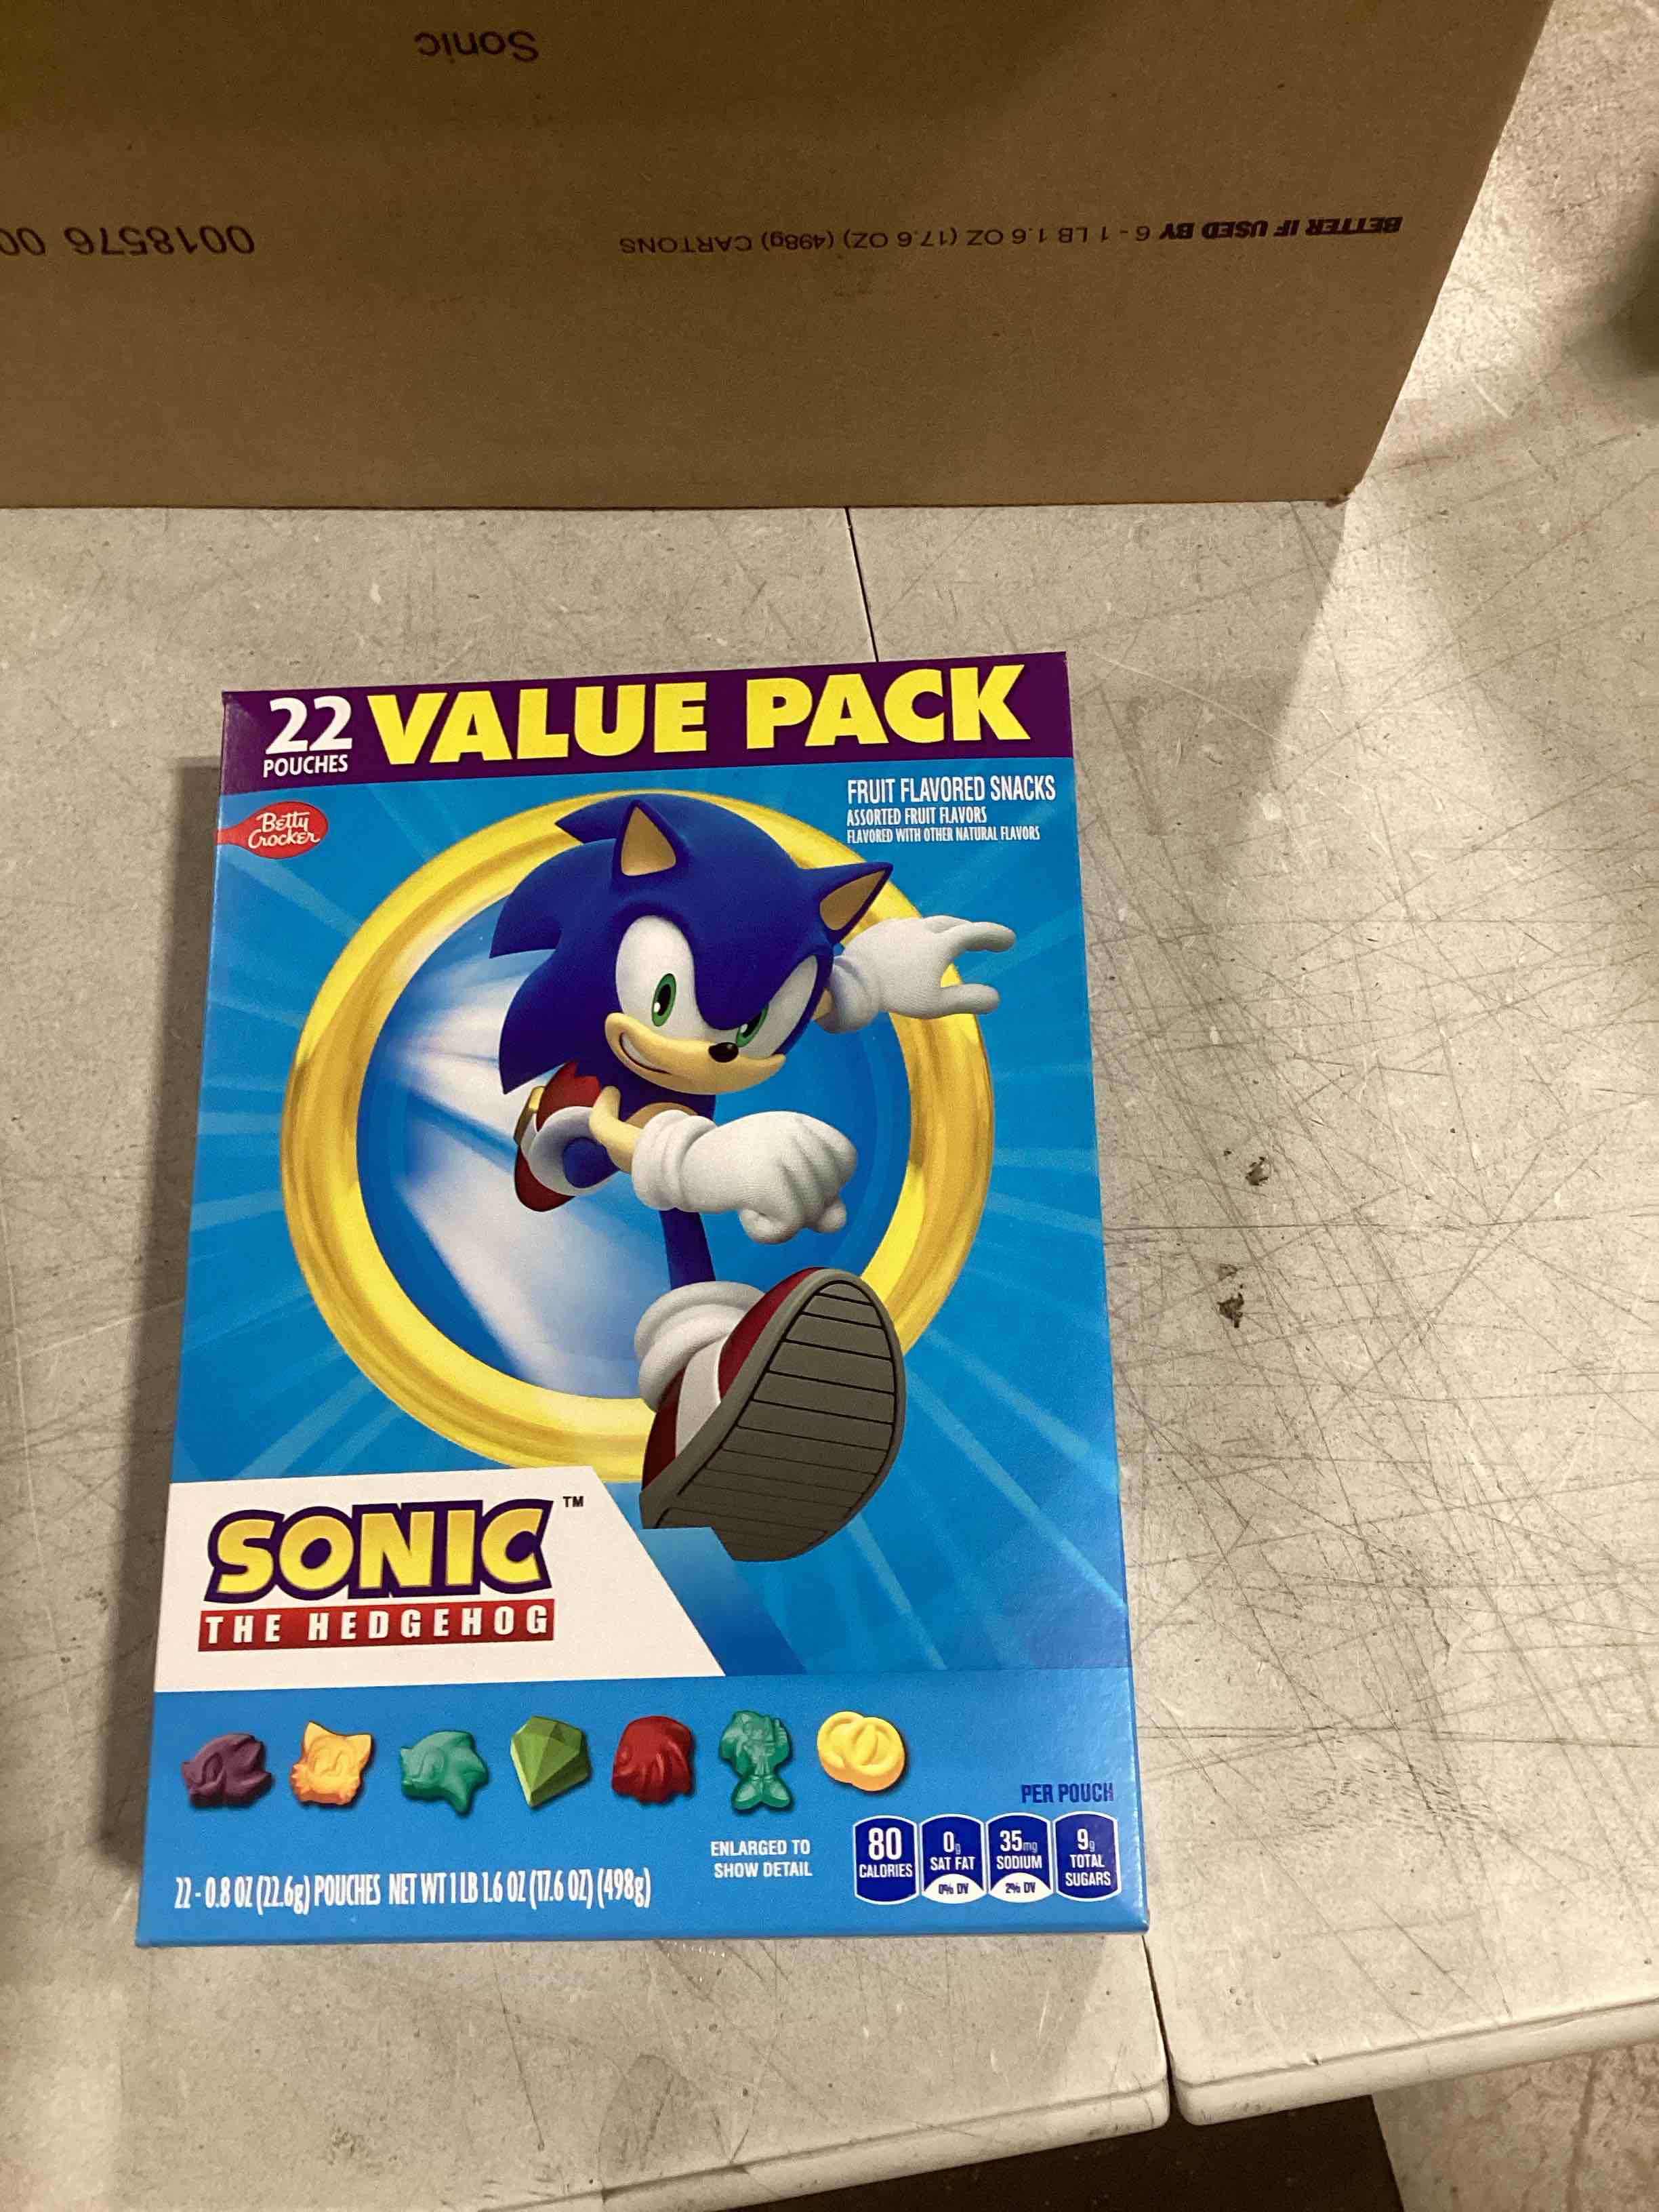 Sonic
BETTER IF USED BY 6 - 1 LB 1.6 OZ (17.6 OZ) (498g) CARTONS
0018576 00
22 POUCHES
VALUE PACK
Betty
Crocker
FRUIT FLAVORED SNACKS
ASSORTED FRUIT FLAVORS
FLAVORED WITH OTHER NATURAL FLAVORS
SONIC™
THE HEDGEHOG
PER POUCH
ENLARGED TO
SHOW DETAIL
80 CALORIES
0g SAT FAT 0% DV
35mg SODIUM 2% DV
9g TOTAL SUGARS
22 - 0.8 OZ (22.6g) POUCHES NET WT 1 LB 1.6 OZ (17.6 OZ) (498g)